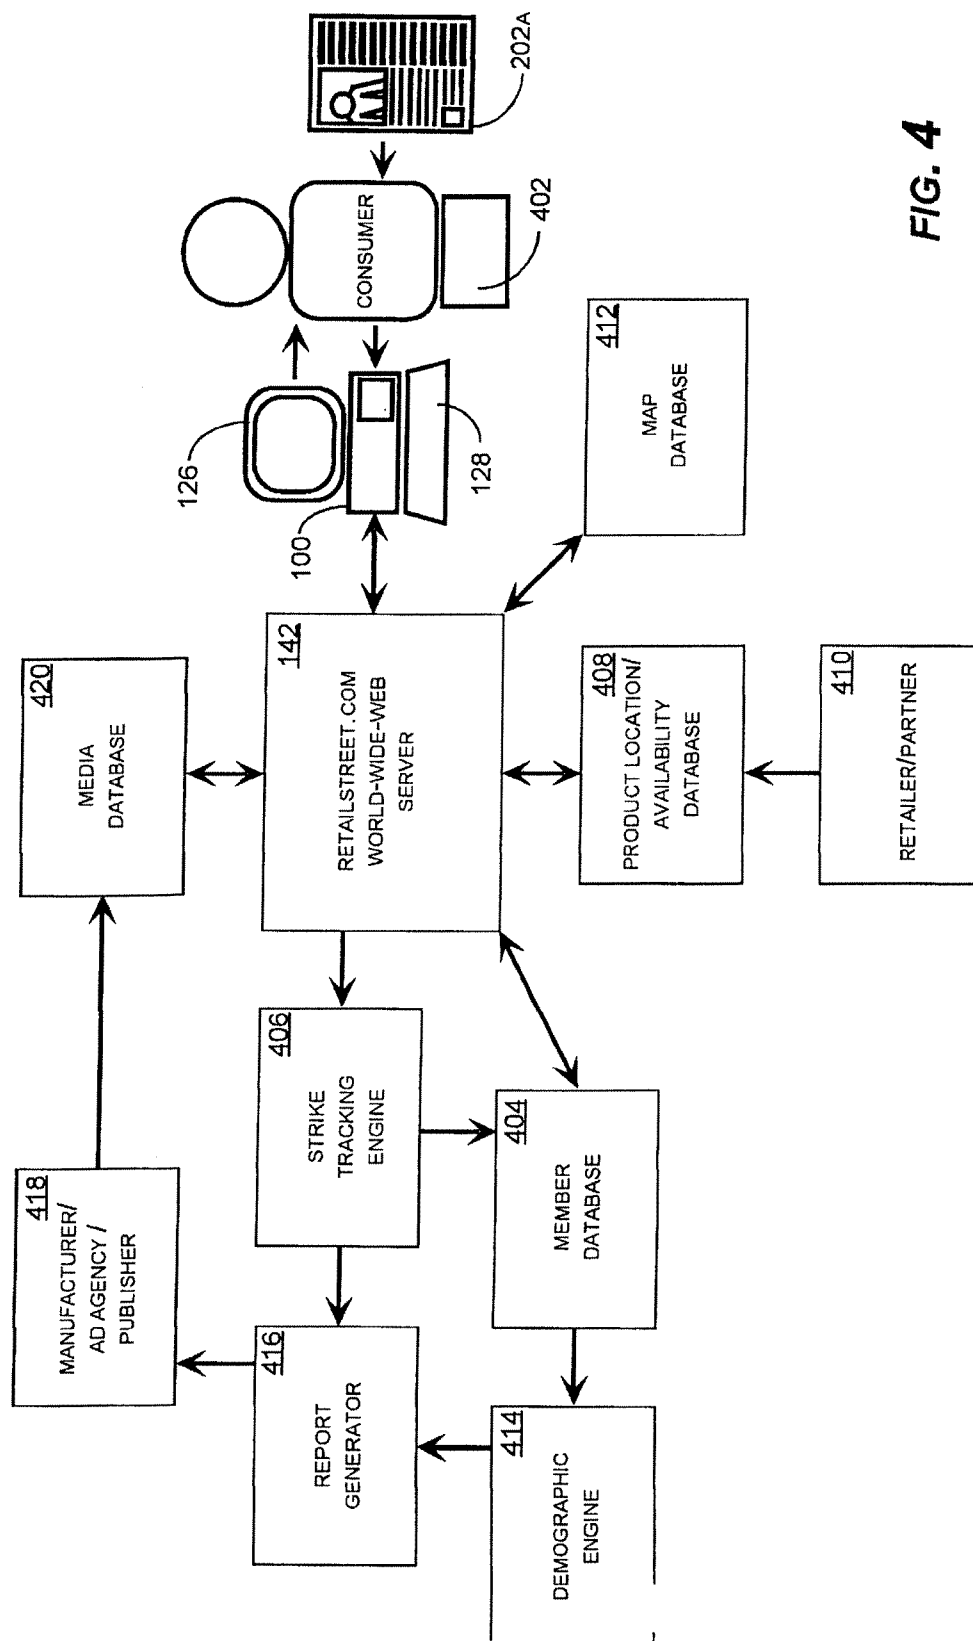 418
MANUFACTURER/
AD AGENCY /
PUBLISHER
420
MEDIA
DATABASE
416
REPORT
GENERATOR
406
STRIKE
TRACKING
ENGINE
142
RETAILSTREET.COM
WORLD-WIDE-WEB
SERVER
126
100
128
CONSUMER
402
202A
414
DEMOGRAPHIC
ENGINE
404
MEMBER
DATABASE
408
PRODUCT LOCATION/
AVAILABILITY
DATABASE
412
MAP
DATABASE
410
RETAILER/PARTNER
FIG. 4